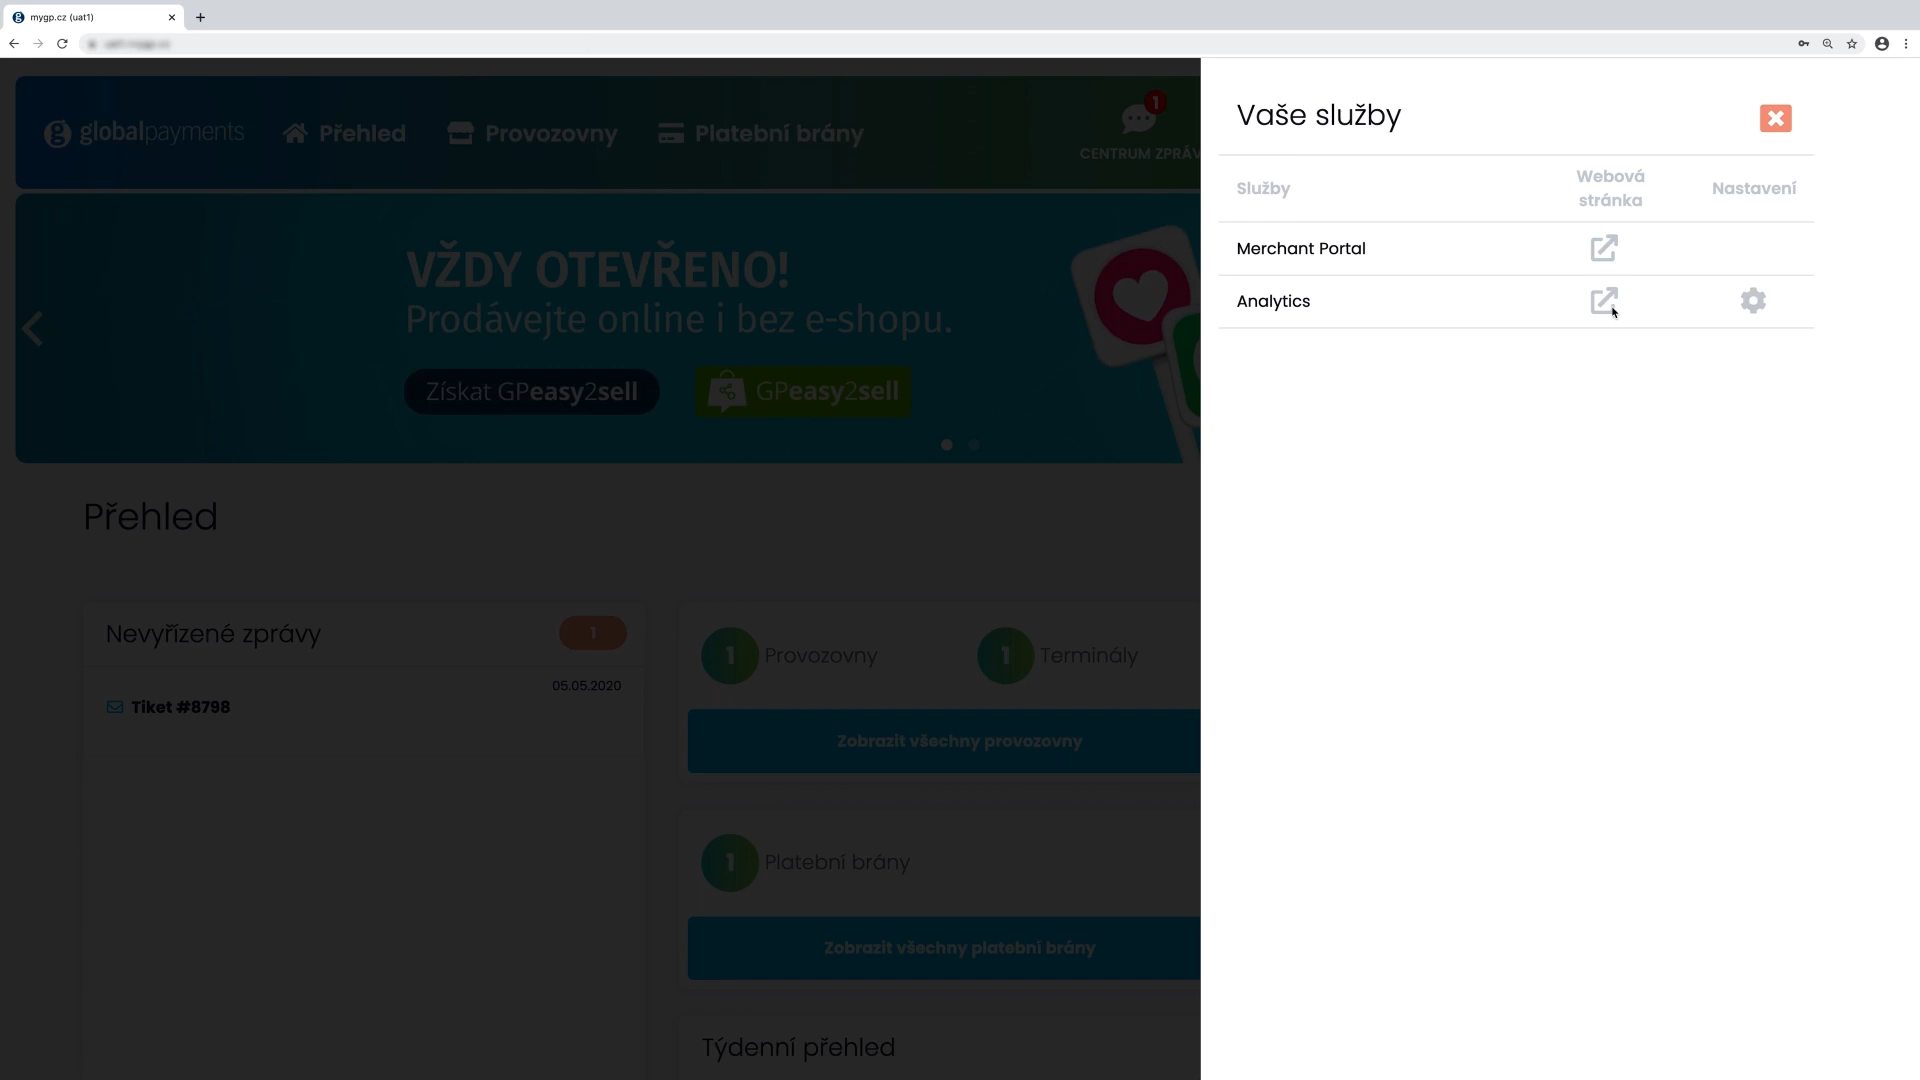 mygp.cz (uat1)
globalpayments
Přehled
Provozovny
Platební brány
1
CENTRUM ZPRÁV
VŽDY OTEVŘENO!
Prodávejte online i bez e-shopu.
Získat GPeasy2sell
GPeasy2sell
Přehled
Nevyřízené zprávy
1
05.05.2020
Tiket #8798
1 Provozovny
1 Terminály
Zobrazit všechny provozovny
1 Platební brány
Zobrazit všechny platební brány
Týdenní přehled
Vaše služby
Služby
Webová
stránka
Nastavení
Merchant Portal
Analytics